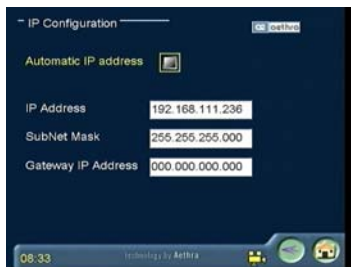 IP Configuration
aethra
Automatic IP address
IP Address 192.168.111.236
SubNet Mask 255.255.255.000
Gateway IP Address 000.000.000.000
08:33 technology by Aethra